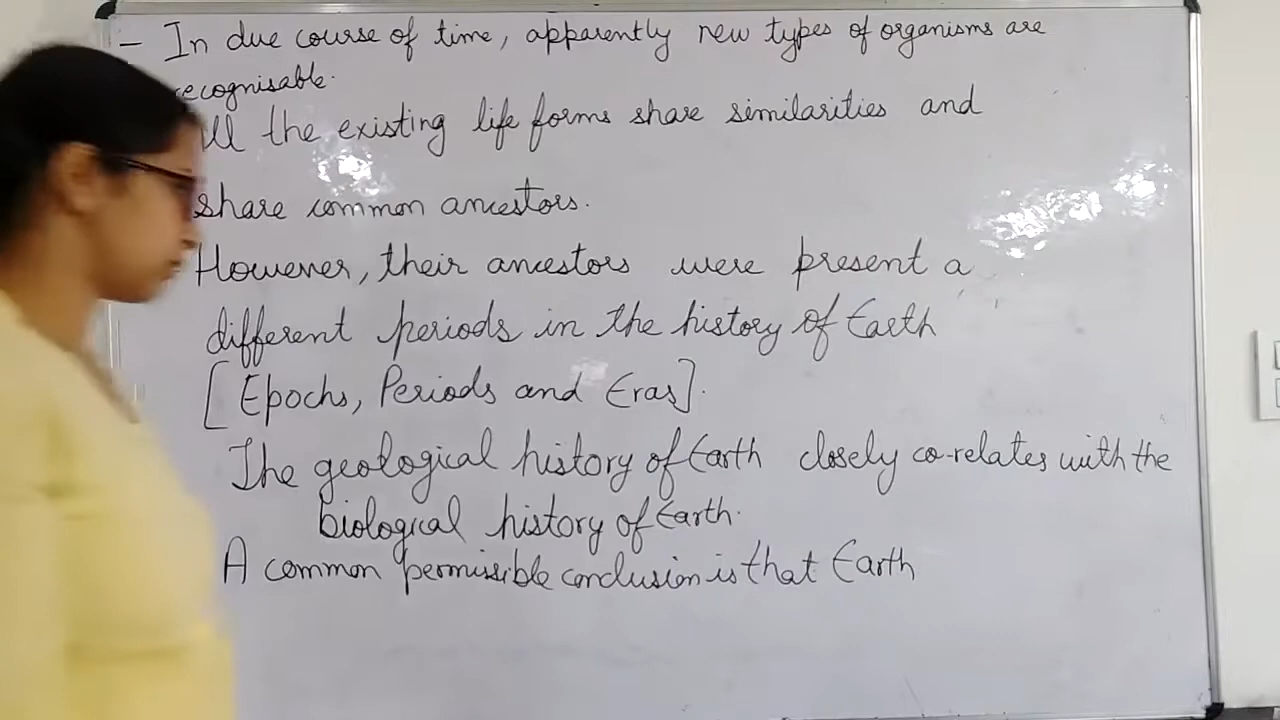 - In due course of time, apparently new types of organisms are
recognisable.
All the existing life forms share similarities and
share common ancestors.
However, their ancestors were present a
different periods in the history of Earth
[Epochs, Periods and Eras].
The geological history of Earth closely co-relates with the
biological history of Earth.
A common permissible conclusion is that Earth